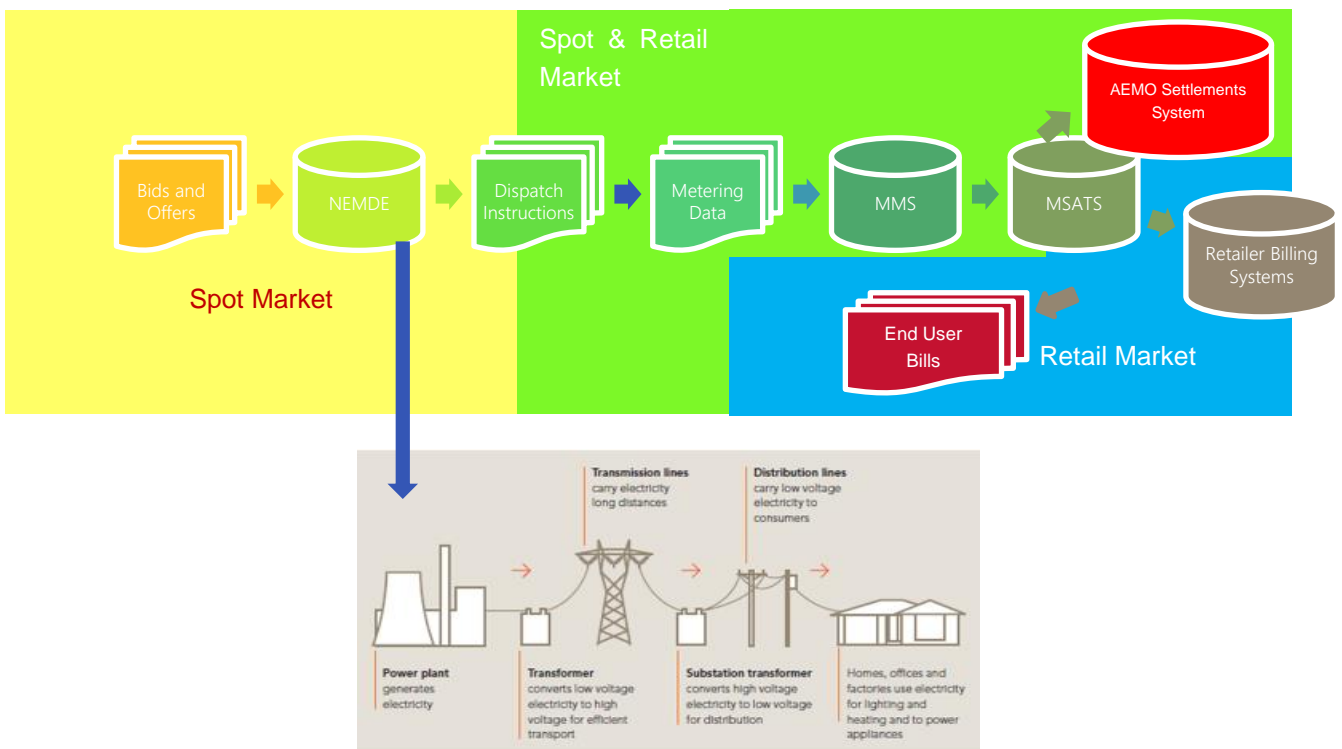 Spot & Retail
Market
AEMO Settlements
System
Bids and
Offers
NEMDE
Dispatch
Instructions
Metering
Data
MMS
MSATS
Retailer Billing
Systems
Spot Market
End User
Bills
Retail Market
Transmission lines
carry electricity
long distances
Distribution lines
carry low voltage
electricity to
consumers
Power plant
generates
electricity
Transformer
converts low voltage
electricity to high
voltage for efficient
transport
Substation transformer
converts high voltage
electricity to low voltage
for distribution
Homes, offices and
factories use electricity
for lighting and
heating and to power
appliances